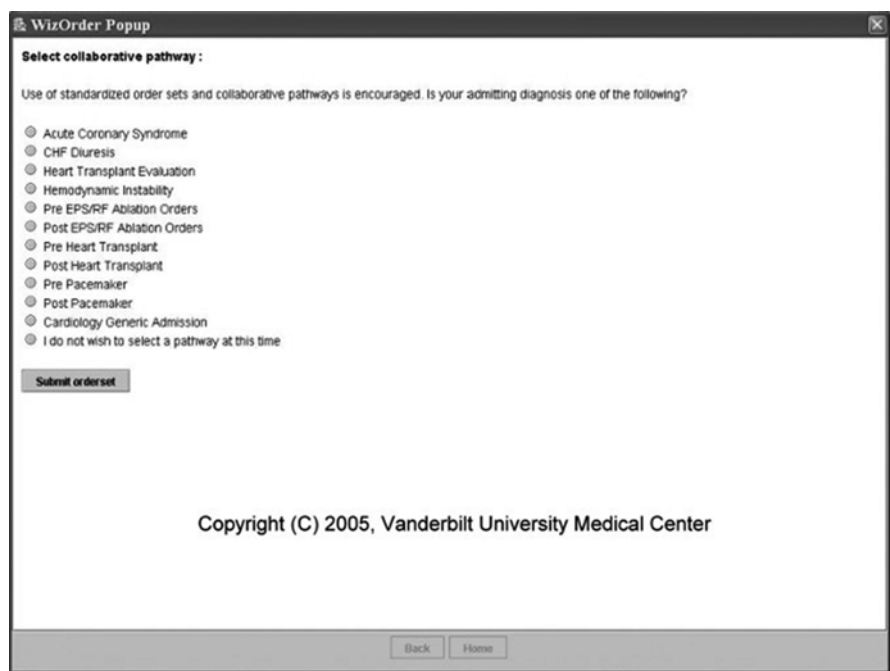 WizOrder Popup
Select collaborative pathway :
Use of standardized order sets and collaborative pathways is encouraged. Is your admitting diagnosis one of the following?
Acute Coronary Syndrome
CHF Diuresis
Heart Transplant Evaluation
Hemodynamic Instability
Pre EPS/RF Ablation Orders
Post EPS/RF Ablation Orders
Pre Heart Transplant
Post Heart Transplant
Pre Pacemaker
Post Pacemaker
Cardiology Generic Admission
I do not wish to select a pathway at this time
Submit orderset
Copyright (C) 2005, Vanderbilt University Medical Center
Back Home